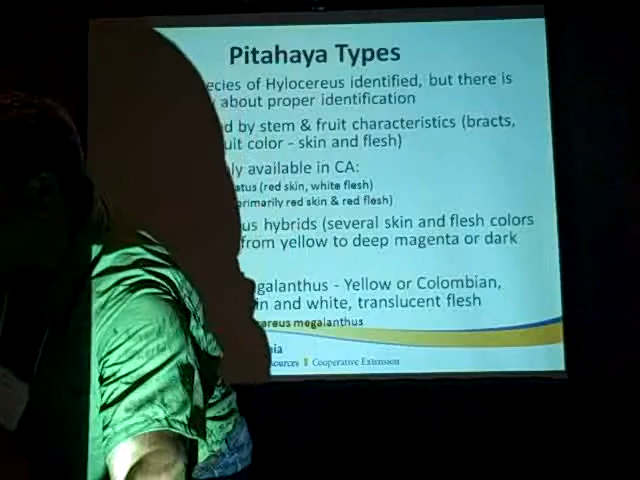 Pitahaya Types
ecies of Hylocereus identified, but there is
about proper identification
d by stem & fruit characteristics (bracts,
uit color - skin and flesh)
ly available in CA:
atus (red skin, white flesh)
primarily red skin & red flesh)
us hybrids (several skin and flesh colors
from yellow to deep magenta or dark
galanthus - Yellow or Colombian,
in and white, translucent flesh
ereus megalanthus
nia
sources Cooperative Extension